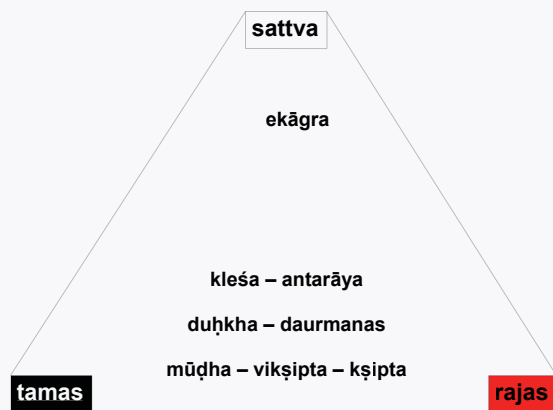 sattva
ekāgra
kleśa – antarāya
duḥkha – daurmanas
mūḍha – vikṣipta – kṣipta
tamas
rajas